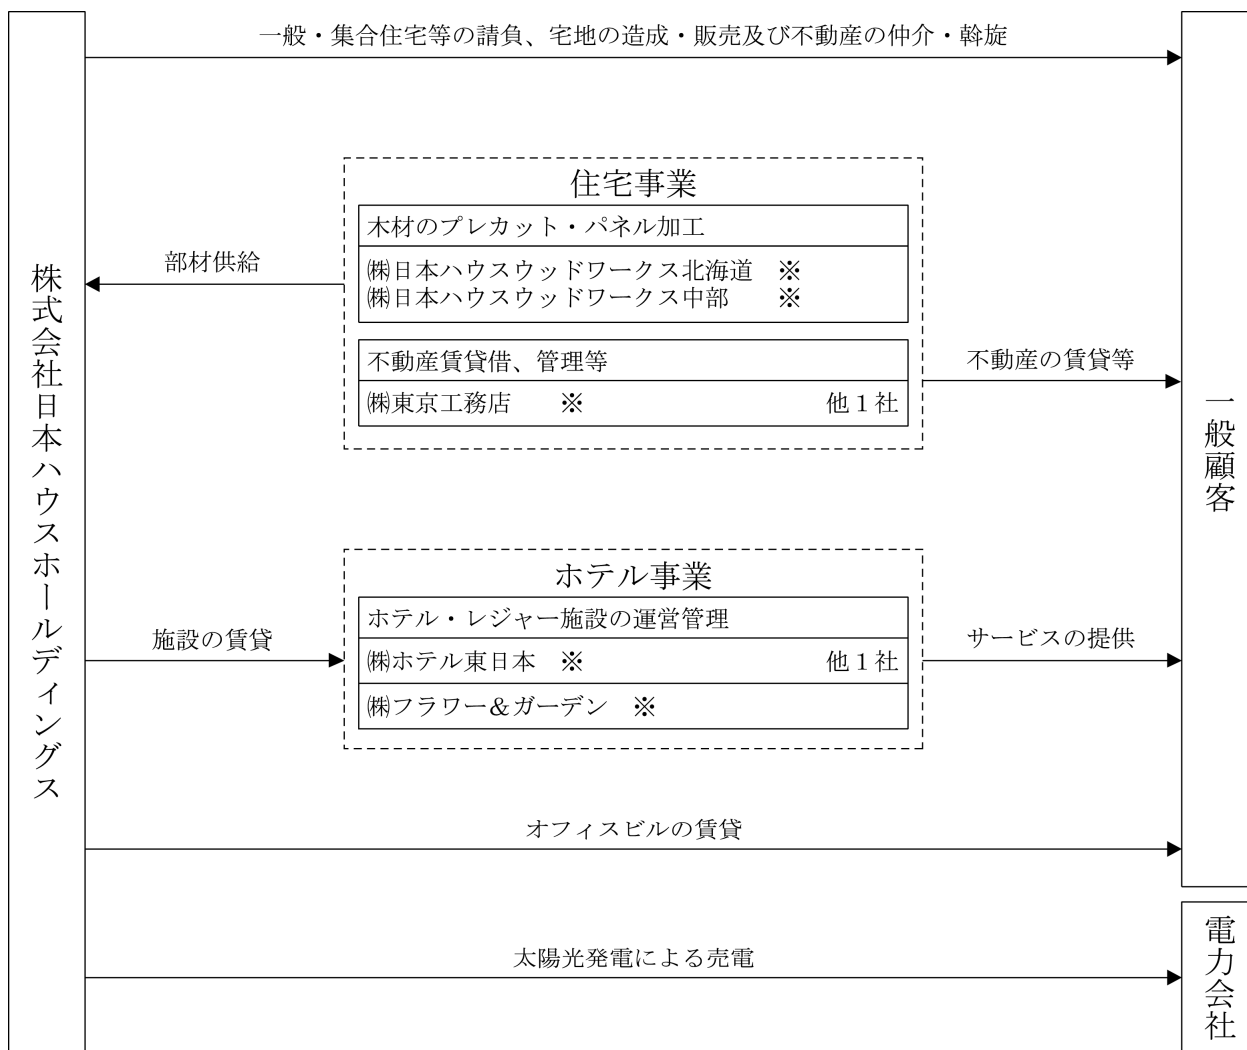 一般・集合住宅等の請負、宅地の造成・販売及び不動産の仲介・斡旋
株式会社日本ハウスホールディングス
住宅事業
木材のプレカット・パネル加工
㈱日本ハウスウッドワークス北海道　※
㈱日本ハウスウッドワークス中部　　※
部材供給
不動産賃貸借、管理等
㈱東京工務店　　※　　　　　　　　　　他１社
不動産の賃貸等
一般顧客
ホテル事業
ホテル・レジャー施設の運営管理
㈱ホテル東日本　※　　　　　　　　　　他１社
㈱フラワー＆ガーデン　※
施設の賃貸
サービスの提供
オフィスビルの賃貸
太陽光発電による売電
電力会社